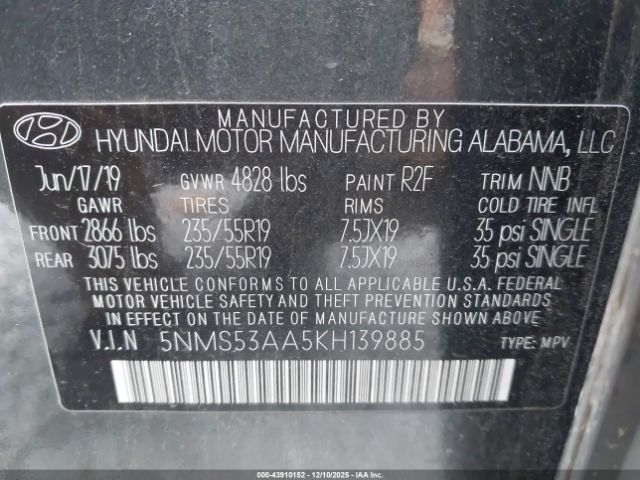 MANUFACTURED BY
HYUNDAI MOTOR MANUFACTURING ALABAMA, LLC
Jun/17/19 GVWR 4828 lbs PAINT R2F TRIM NNB
GAWR TIRES RIMS COLD TIRE INFL
FRONT 2866 lbs 235/55R19 7.5JX19 35 psi SINGLE
REAR 3075 lbs 235/55R19 7.5JX19 35 psi SINGLE
THIS VEHICLE CONFORMS TO ALL APPLICABLE U.S.A. FEDERAL
MOTOR VEHICLE SAFETY AND THEFT PREVENTION STANDARDS
IN EFFECT ON THE DATE OF MANUFACTURE SHOWN ABOVE.
V.I.N 5NMS53AA5KH139885 TYPE: MPV
000-43910152 - 12/10/2025 - IAA Inc.